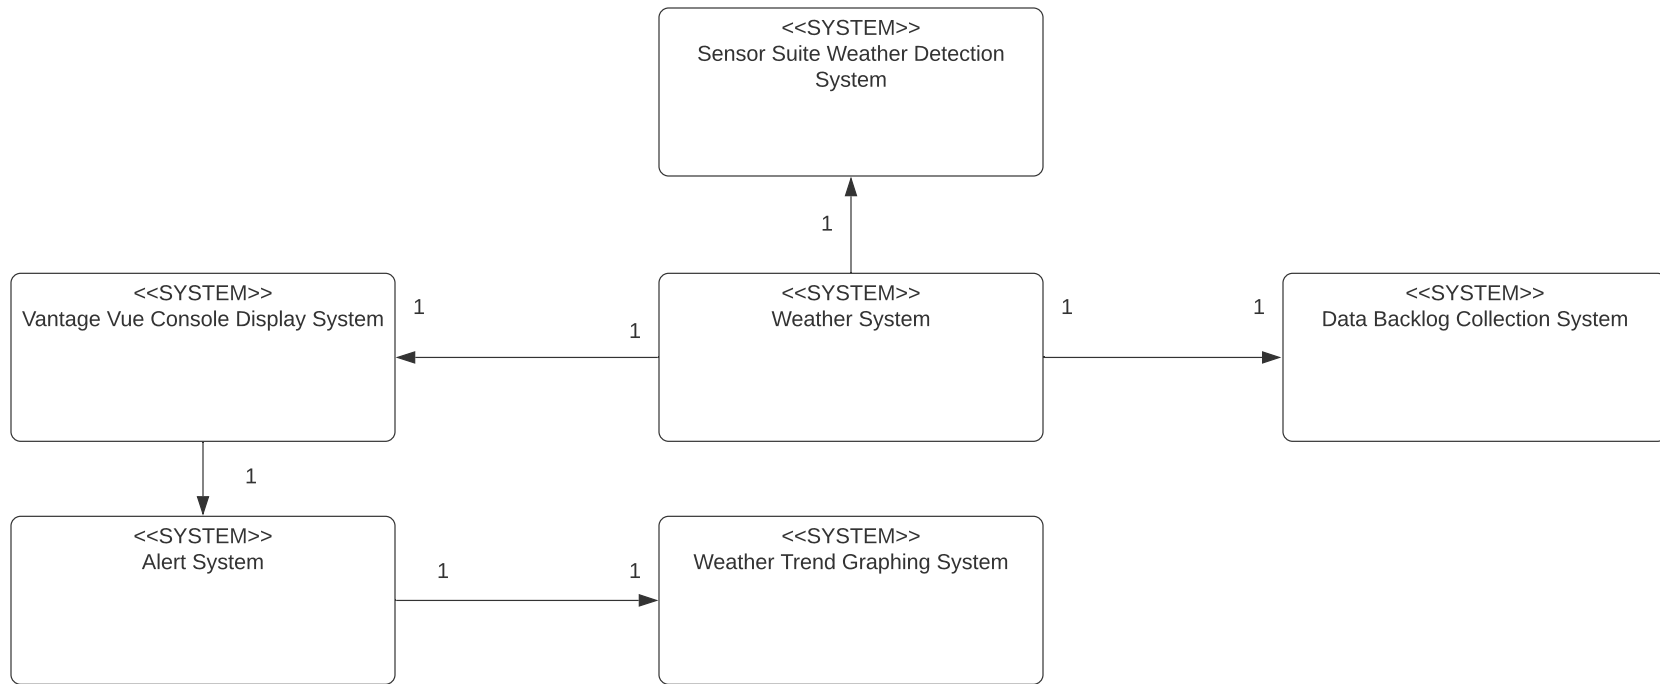 <<SYSTEM>>
Sensor Suite Weather Detection
System
1
<<SYSTEM>>
Vantage Vue Console Display System
1
1
<<SYSTEM>>
Weather System
1
1
<<SYSTEM>>
Data Backlog Collection System
1
<<SYSTEM>>
Alert System
1
1
<<SYSTEM>>
Weather Trend Graphing System